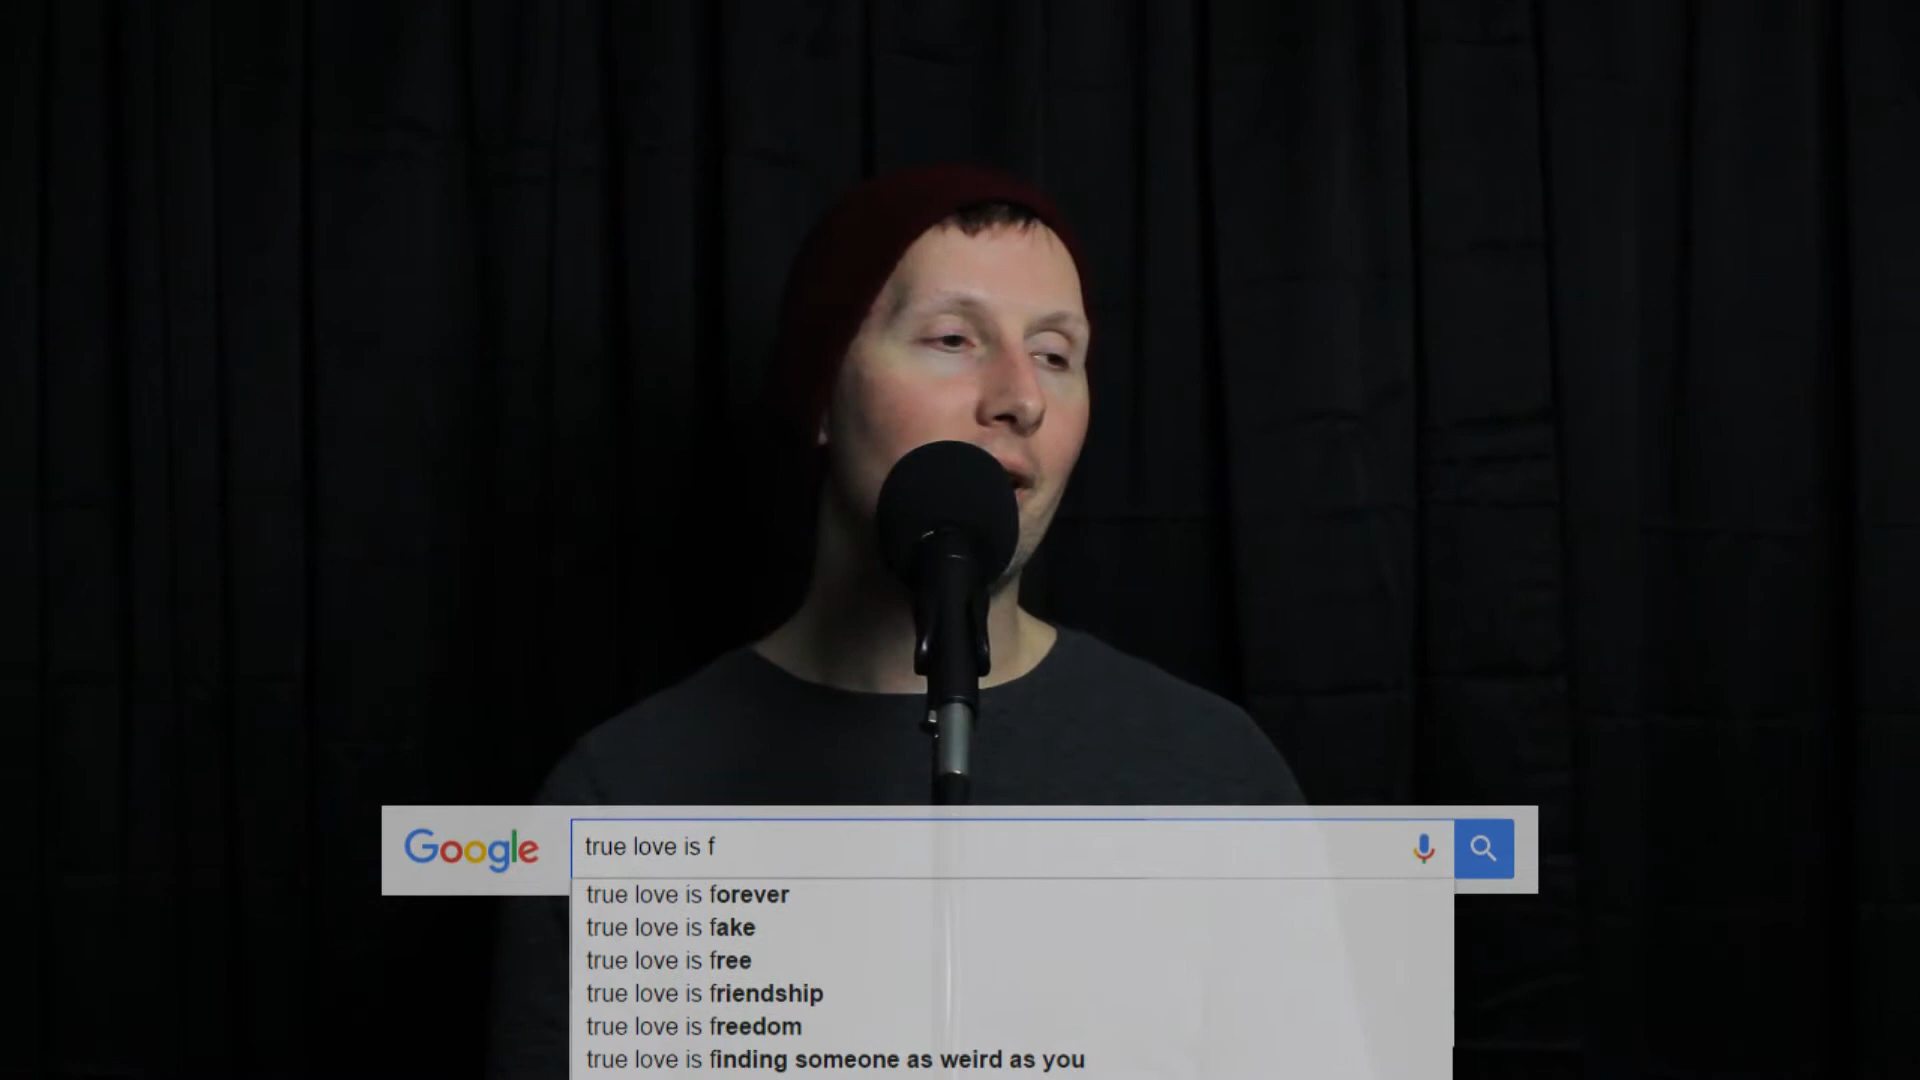 Google
true love is f
true love is forever
true love is fake
true love is free
true love is friendship
true love is freedom
true love is finding someone as weird as you